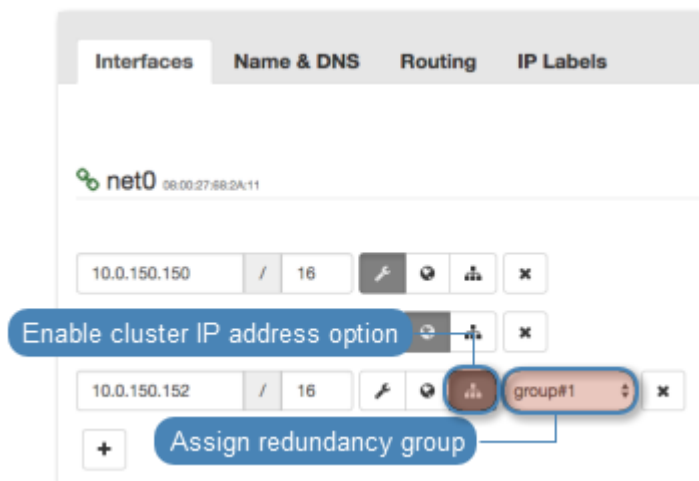 Interfaces Name & DNS Routing IP Labels
net0 08:00:27:68:2A:11
10.0.150.150 / 16
Enable cluster IP address option
10.0.150.152 / 16 group#1
+
Assign redundancy group